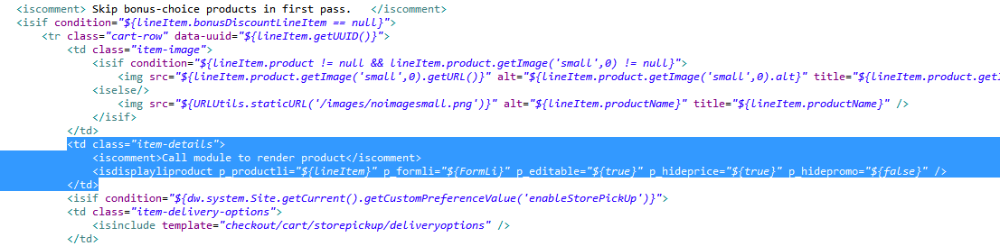 <iscomment> Skip bonus-choice products in first pass.   </iscomment>
<isif condition="${lineItem.bonusDiscountLineItem == null}">
<tr class="cart-row" data-uuid="${lineItem.getUUID()}">
<td class="item-image">
<isif condition="${lineItem.product != null && lineItem.product.getImage('small',0) != null}">
<img src="${lineItem.product.getImage('small',0).getURL()}" alt="${lineItem.product.getImage('small',0).alt}" title="${lineItem.product.getI
<iselse/>
<img src="${URLUtils.staticURL('/images/noimagesmall.png')}" alt="${lineItem.productName}" title="${lineItem.productName}" />
</isif>
</td>
<td class="item-details">
<iscomment>Call module to render product</iscomment>
<isdisplayliproduct p_productli="${lineItem}" p_formli="${FormLi}" p_editable="${true}" p_hideprice="${true}" p_hidepromo="${false}" />
</td>
<isif condition="${dw.system.Site.getCurrent().getCustomPreferenceValue('enableStorePickUp')}">
<td class="item-delivery-options">
<isinclude template="checkout/cart/storepickup/deliveryoptions" />
</td>